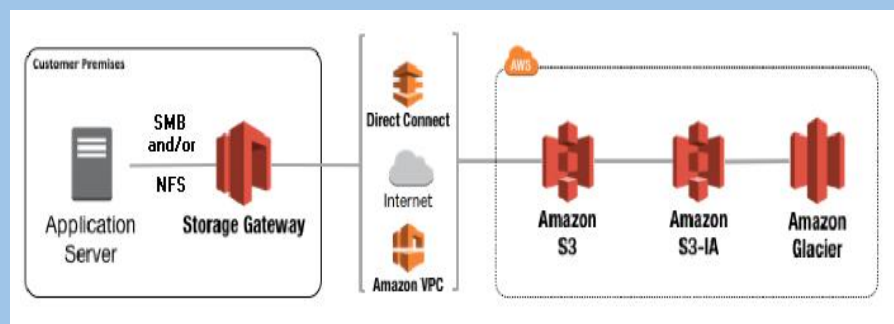 Customer Premises
SMB
and/or
NFS
Application
Server
Storage Gateway
Direct Connect
Internet
Amazon VPC
AWS
Amazon
S3
Amazon
S3-IA
Amazon
Glacier